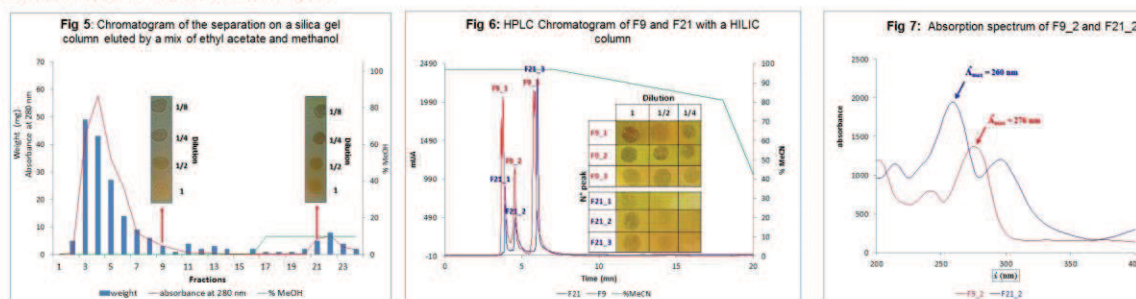 Fig 5: Chromatogram of the separation on a silica gel
column eluted by a mix of ethyl acetate and methanol
Weight (mg)
Absorbance at 280 nm
70
60
50
40
30
20
10
0
100
80
60
40
20
0
% MeOH
1/8
1/4
1/2
1
Dilution
1/8
1/4
1/2
1
Dilution
1 3 5 7 9 11 13 15 17 19 21 23
Fractions
weight absorbance at 280 nm % MeOH
Fig 6: HPLC Chromatogram of F9 and F21 with a HILIC
column
mUA
2490
1990
1490
990
490
-10
100
90
80
70
60
50
40
30
20
10
0
% MeCN
F21_3
F9_3
F9_2
F21_1
F21_2
Dilution
1 1/2 1/4
N° peak
F9_1
F9_2
F9_3
F21_1
F21_2
F21_3
0 5 10 15 20
Time (mn)
F21 F9 %MeCN
Fig 7: Absorption spectrum of F9_2 and F21_2
absorbance
2500
2000
1500
1000
500
0
= 260 nm
= 276 nm
200 250 300 350
(nm)
F9_2 F21_2